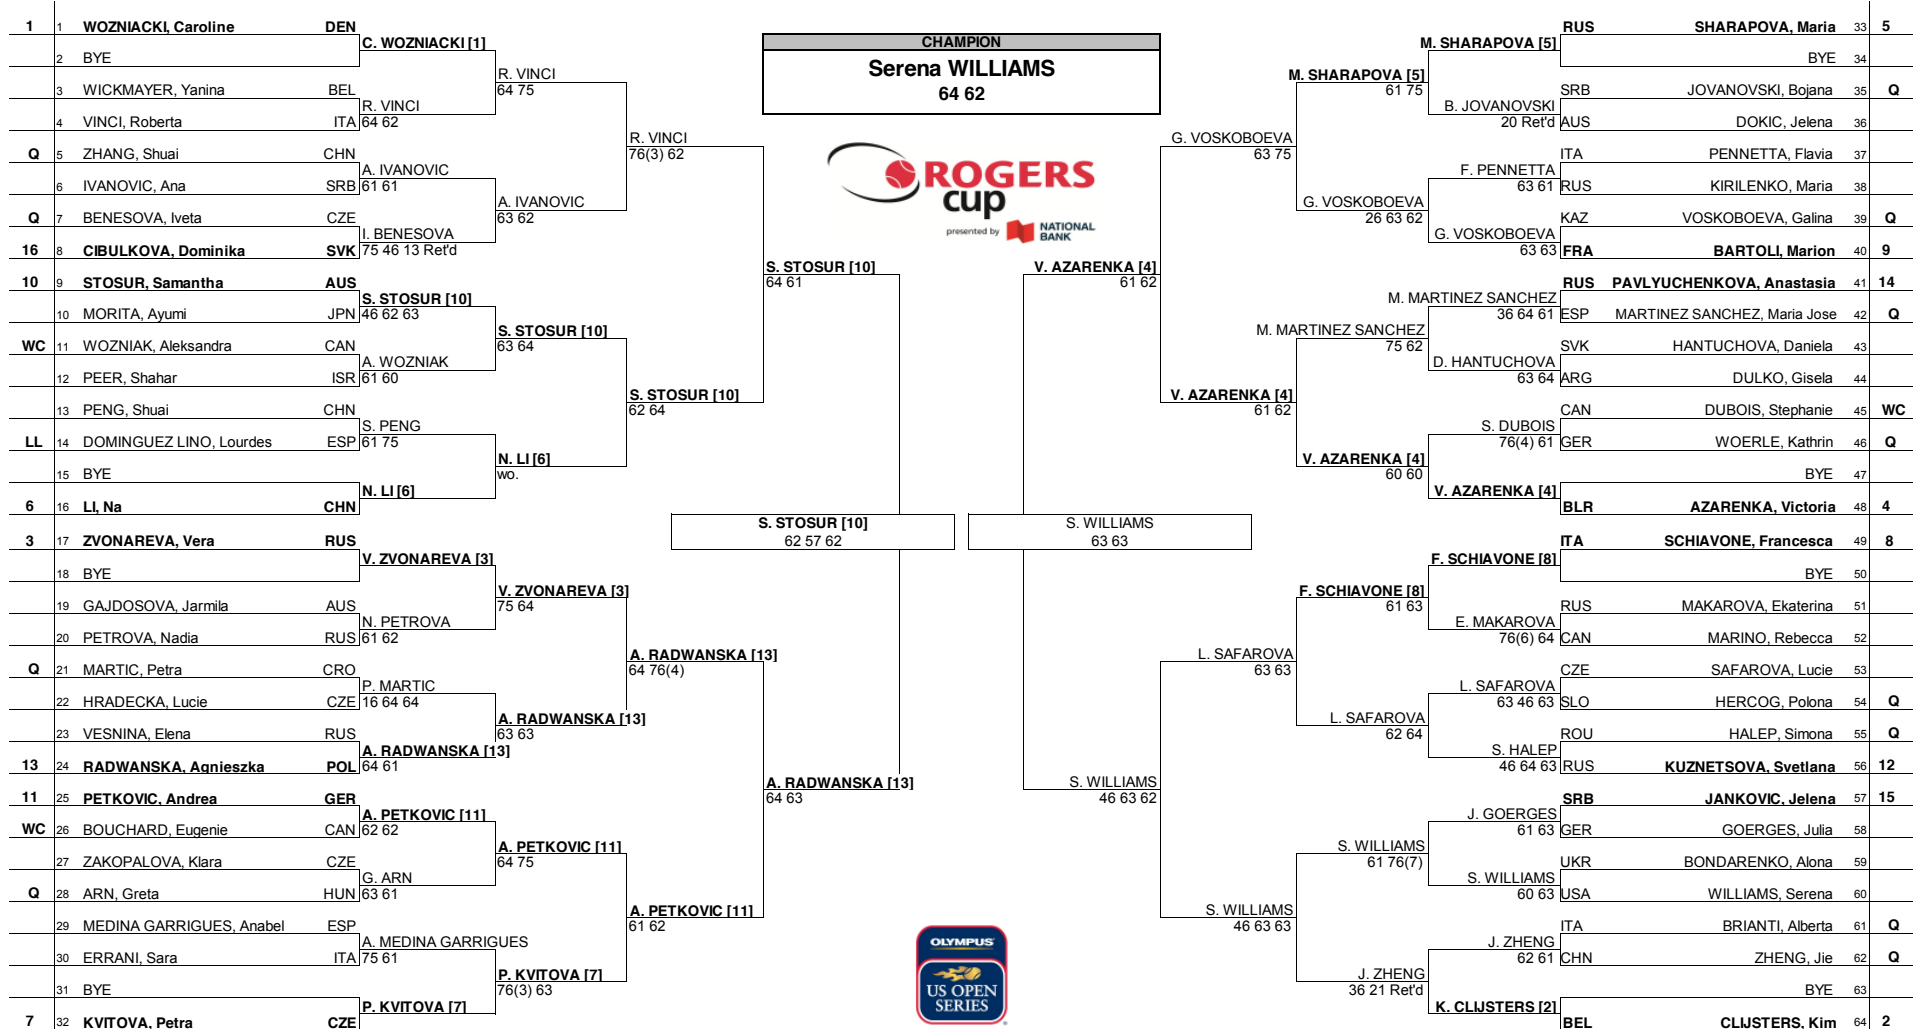 CHAMPION
Serena WILLIAMS
64 62
ROGERS
cup
presented by NATIONAL
BANK
1 1 WOZNIACKI, Caroline DEN
2 BYE
3 WICKMAYER, Yanina BEL
4 VINCI, Roberta ITA
Q 5 ZHANG, Shuai CHN
6 IVANOVIC, Ana SRB
Q 7 BENESOVA, Iveta CZE
16 8 CIBULKOVA, Dominika SVK
10 9 STOSUR, Samantha AUS
10 MORITA, Ayumi JPN
WC 11 WOZNIAK, Aleksandra CAN
12 PEER, Shahar ISR
13 PENG, Shuai CHN
LL 14 DOMINGUEZ LINO, Lourdes ESP
15 BYE
6 16 LI, Na CHN
3 17 ZVONAREVA, Vera RUS
18 BYE
19 GAJDOSOVA, Jarmila AUS
20 PETROVA, Nadia RUS
Q 21 MARTIC, Petra CRO
22 HRADECKA, Lucie CZE
23 VESNINA, Elena RUS
13 24 RADWANSKA, Agnieszka POL
11 25 PETKOVIC, Andrea GER
WC 26 BOUCHARD, Eugenie CAN
27 ZAKOPALOVA, Klara CZE
Q 28 ARN, Greta HUN
29 MEDINA GARRIGUES, Anabel ESP
30 ERRANI, Sara ITA
31 BYE
7 32 KVITOVA, Petra CZE
C. WOZNIACKI [1]
R. VINCI
64 62
A. IVANOVIC
61 61
I. BENESOVA
75 46 13 Ret'd
S. STOSUR [10]
46 62 63
A. WOZNIAK
61 60
S. PENG
61 75
N. LI [6]
V. ZVONAREVA [3]
N. PETROVA
61 62
P. MARTIC
16 64 64
A. RADWANSKA [13]
64 61
A. PETKOVIC [11]
62 62
G. ARN
63 61
A. MEDINA GARRIGUES
75 61
P. KVITOVA [7]
R. VINCI
64 75
A. IVANOVIC
63 62
S. STOSUR [10]
63 64
N. LI [6]
wo.
V. ZVONAREVA [3]
75 64
A. RADWANSKA [13]
63 63
A. PETKOVIC [11]
64 75
P. KVITOVA [7]
76(3) 63
R. VINCI
76(3) 62
S. STOSUR [10]
62 64
A. RADWANSKA [13]
64 76(4)
A. PETKOVIC [11]
61 62
S. STOSUR [10]
64 61
A. RADWANSKA [13]
64 63
S. STOSUR [10]
62 57 62
S. WILLIAMS
63 63
V. AZARENKA [4]
61 62
S. WILLIAMS
46 63 62
G. VOSKOBOEVA
63 75
V. AZARENKA [4]
61 62
L. SAFAROVA
63 63
S. WILLIAMS
46 63 63
M. SHARAPOVA [5]
61 75
G. VOSKOBOEVA
26 63 62
M. MARTINEZ SANCHEZ
75 62
V. AZARENKA [4]
60 60
F. SCHIAVONE [8]
61 63
L. SAFAROVA
62 64
S. WILLIAMS
61 76(7)
J. ZHENG
36 21 Ret'd
M. SHARAPOVA [5]
B. JOVANOVSKI
20 Ret'd
F. PENNETTA
63 61
G. VOSKOBOEVA
63 63
M. MARTINEZ SANCHEZ
36 64 61
D. HANTUCHOVA
63 64
S. DUBOIS
76(4) 61
V. AZARENKA [4]
F. SCHIAVONE [8]
E. MAKAROVA
76(6) 64
L. SAFAROVA
63 46 63
S. HALEP
46 64 63
J. GOERGES
61 63
S. WILLIAMS
60 63
J. ZHENG
62 61
K. CLIJSTERS [2]
RUS SHARAPOVA, Maria 33 5
BYE 34
SRB JOVANOVSKI, Bojana 35 Q
AUS DOKIC, Jelena 36
ITA PENNETTA, Flavia 37
RUS KIRILENKO, Maria 38
KAZ VOSKOBOEVA, Galina 39 Q
FRA BARTOLI, Marion 40 9
RUS PAVLYUCHENKOVA, Anastasia 41 14
ESP MARTINEZ SANCHEZ, Maria Jose 42 Q
SVK HANTUCHOVA, Daniela 43
ARG DULKO, Gisela 44
CAN DUBOIS, Stephanie 45 WC
GER WOERLE, Kathrin 46 Q
BYE 47
BLR AZARENKA, Victoria 48 4
ITA SCHIAVONE, Francesca 49 8
BYE 50
RUS MAKAROVA, Ekaterina 51
CAN MARINO, Rebecca 52
CZE SAFAROVA, Lucie 53
SLO HERCOG, Polona 54 Q
ROU HALEP, Simona 55 Q
RUS KUZNETSOVA, Svetlana 56 12
SRB JANKOVIC, Jelena 57 15
GER GOERGES, Julia 58
UKR BONDARENKO, Alona 59
USA WILLIAMS, Serena 60
ITA BRIANTI, Alberta 61 Q
CHN ZHENG, Jie 62 Q
BYE 63
BEL CLIJSTERS, Kim 64 2
OLYMPUS
US OPEN
SERIES